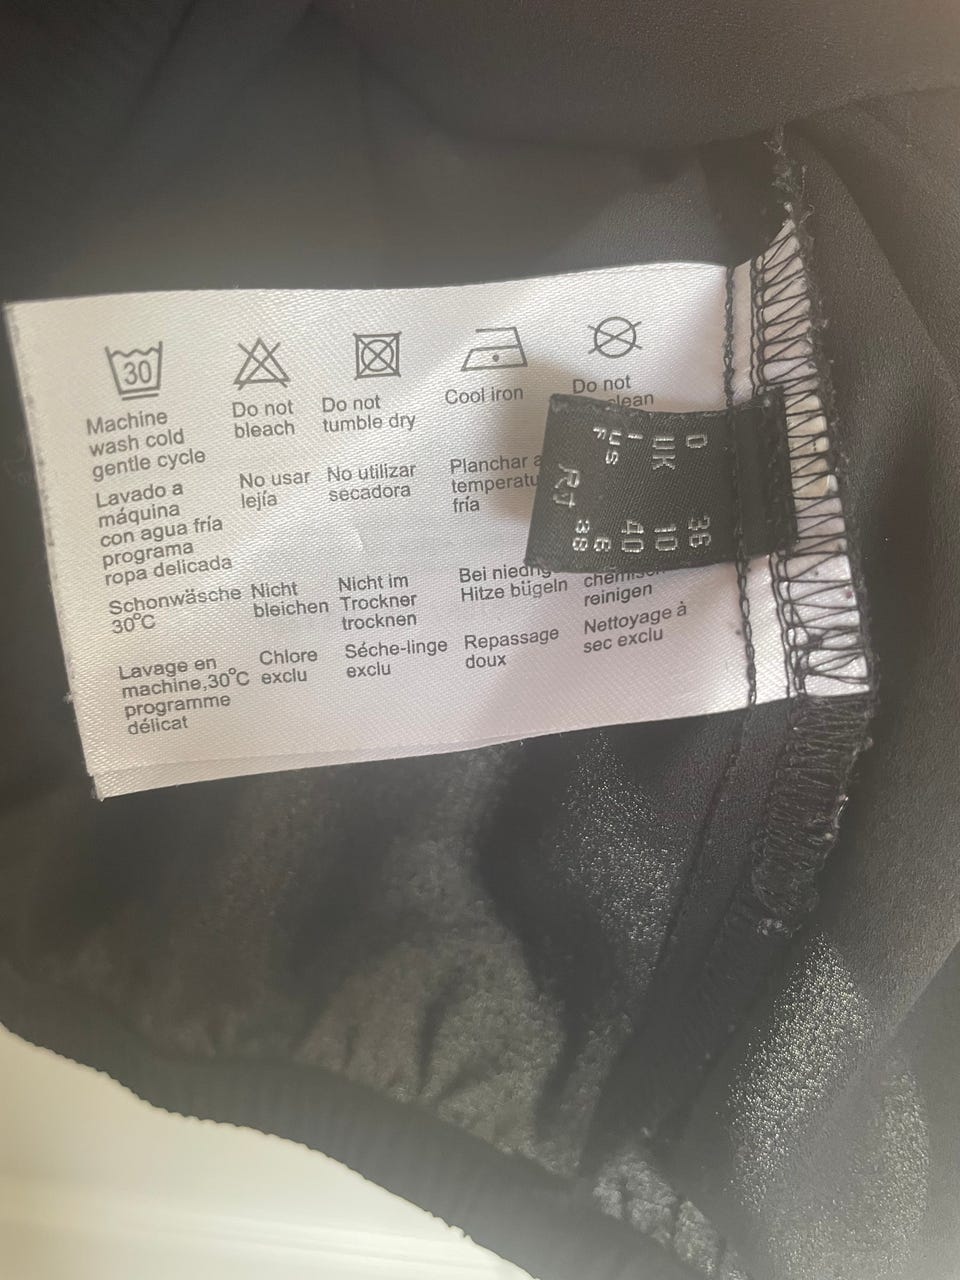 30
Machine
wash cold
gentle cycle
Do not
bleach
Do not
tumble dry
Cool iron
Do not
Lavado a
máquina
con agua fría
programa
ropa delicada
No usar
lejía
No utilizar
secadora
Planchar a
fría
Schonwäsche
30°C
Nicht
bleichen
Nicht im
Trockner
trocknen
Bei
Hitze bügeln
reinigen
Lavage en
machine,30°C
programme
délicat
Chlore
exclu
Séche-linge
exclu
Repassage
doux
Nettoyage à
sec exclu
D 36
UK 10
I 40
US 6
F 38
RJ